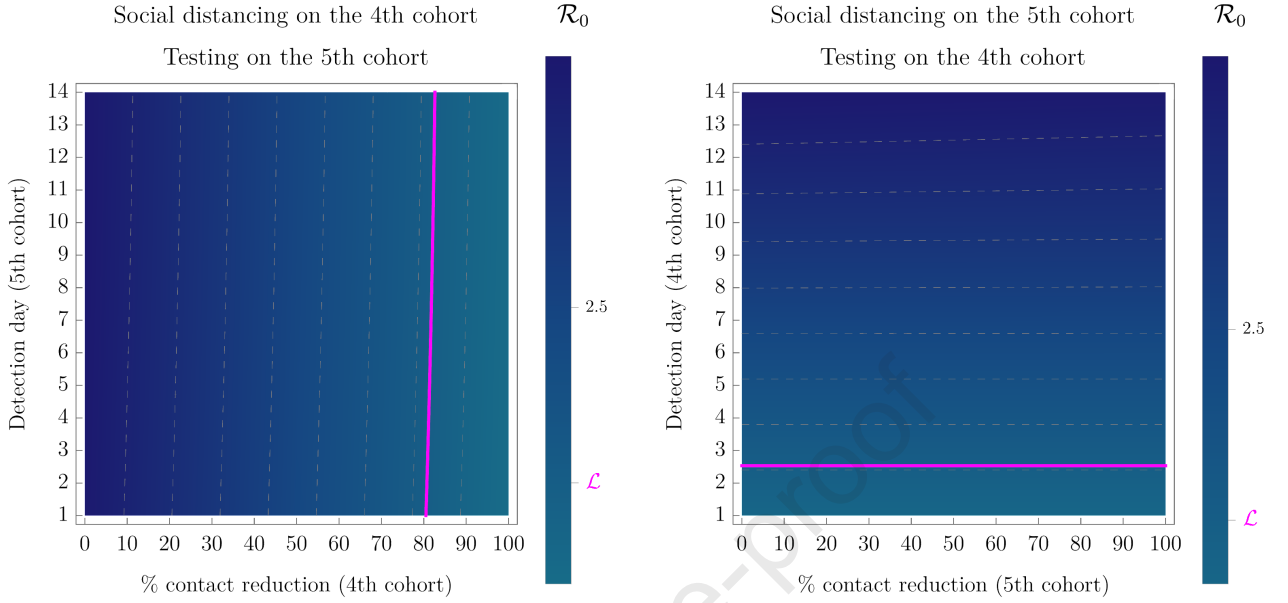 Social distancing on the 4th cohort
Testing on the 5th cohort
R₀
Detection day (5th cohort)
14
13
12
11
10
9
8
7
6
5
4
3
2
1
0 10 20 30 40 50 60 70 80 90 100
% contact reduction (4th cohort)
2.5
ℒ
Social distancing on the 5th cohort
Testing on the 4th cohort
R₀
Detection day (4th cohort)
14
13
12
11
10
9
8
7
6
5
4
3
2
1
0 10 20 30 40 50 60 70 80 90 100
% contact reduction (5th cohort)
2.5
ℒ
e-proof